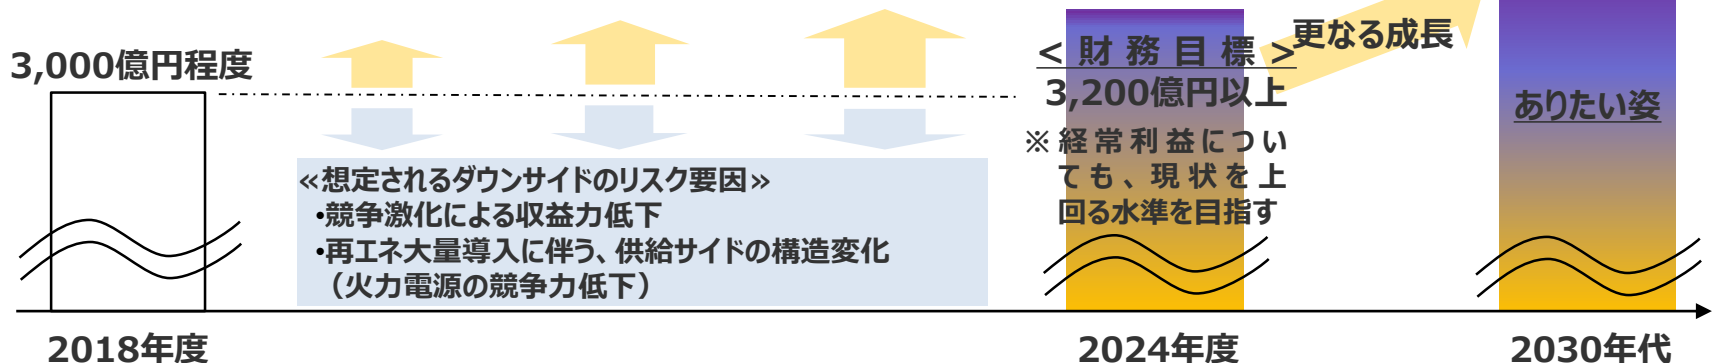 3,000億円程度
<財務目標>
3,200億円以上
※経常利益につい
ても、現状を上
回る水準を目指す
更なる成長
ありたい姿
≪想定されるダウンサイドのリスク要因≫
・競争激化による収益力低下
・再エネ大量導入に伴う、供給サイドの構造変化
（火力電源の競争力低下）
2018年度
2024年度
2030年代